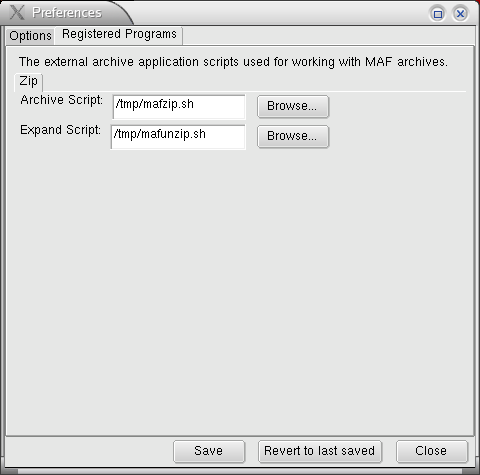 Preferences
Options Registered Programs
The external archive application scripts used for working with MAF archives.
Zip
Archive Script: /tmp/mafzip.sh Browse...
Expand Script: /tmp/mafunzip.sh Browse...
Save Revert to last saved Close